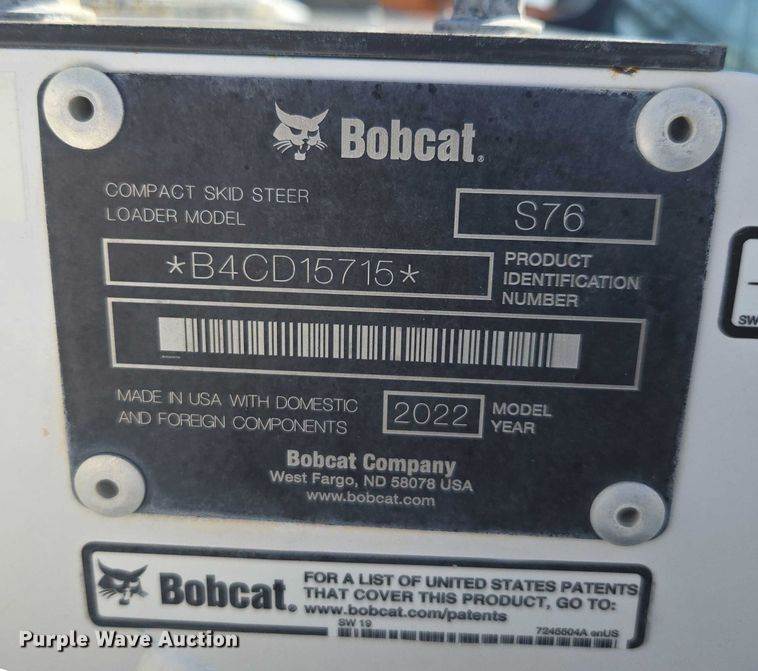 Bobcat.
COMPACT SKID STEER
LOADER MODEL
S76
*B4CD15715*
PRODUCT
IDENTIFICATION
NUMBER
MADE IN USA WITH DOMESTIC
AND FOREIGN COMPONENTS
2022
MODEL
YEAR
Bobcat Company
West Fargo, ND 58078 USA
www.bobcat.com
Bobcat.
FOR A LIST OF UNITED STATES PATENTS
THAT COVER THIS PRODUCT, GO TO:
www.bobcat.com/patents
SW 19
7245504A enUS
SW
Purple Wave Auction